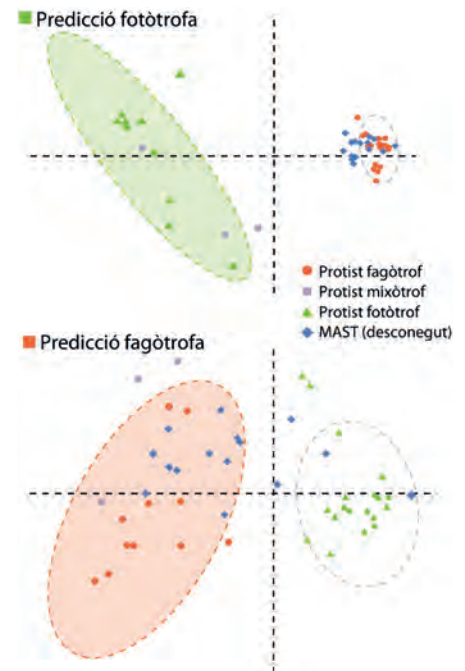 Predicció fotòtrofa
Protist fagòtrof
Protist mixòtrof
Protist fotòtrof
MAST (desconegut)
Predicció fagòtrofa